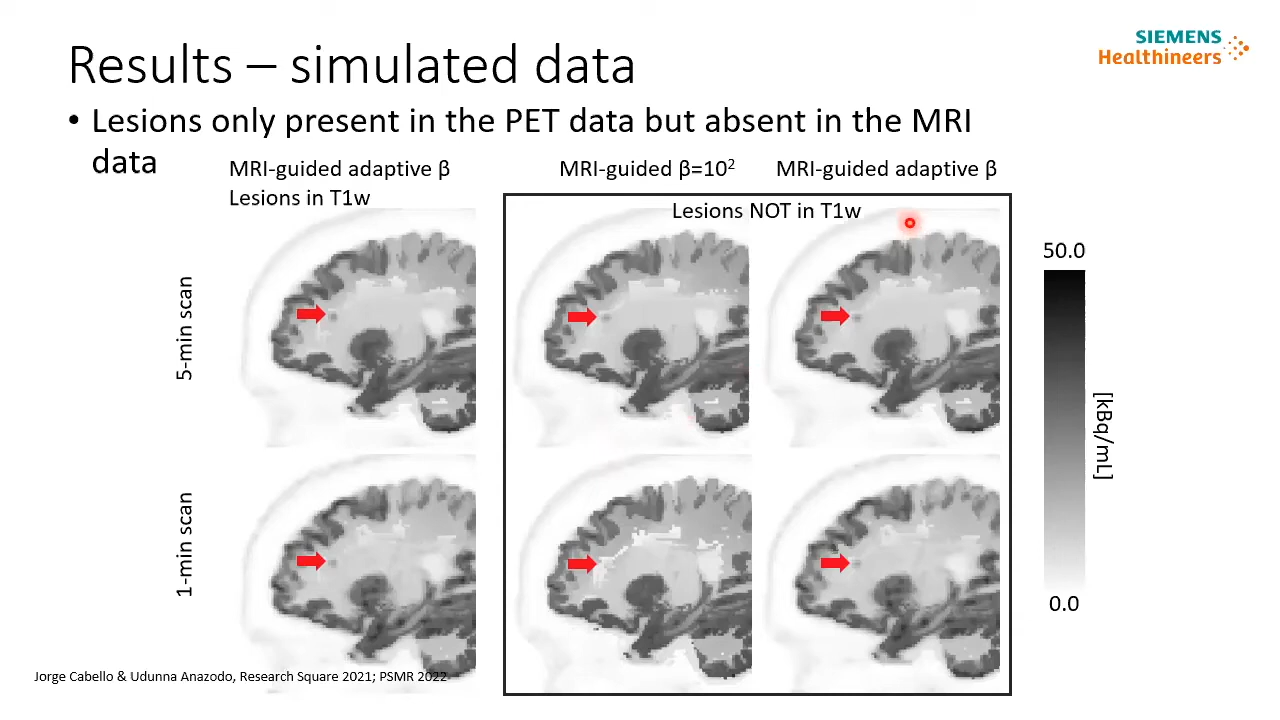 Results – simulated data
SIEMENS
Healthineers
• Lesions only present in the PET data but absent in the MRI
data
MRI-guided adaptive β
Lesions in T1w
MRI-guided β=10²
MRI-guided adaptive β
Lesions NOT in T1w
5-min scan
1-min scan
50.0
[kBq/mL]
0.0
Jorge Cabello & Udunna Anazodo, Research Square 2021; PSMR 2022